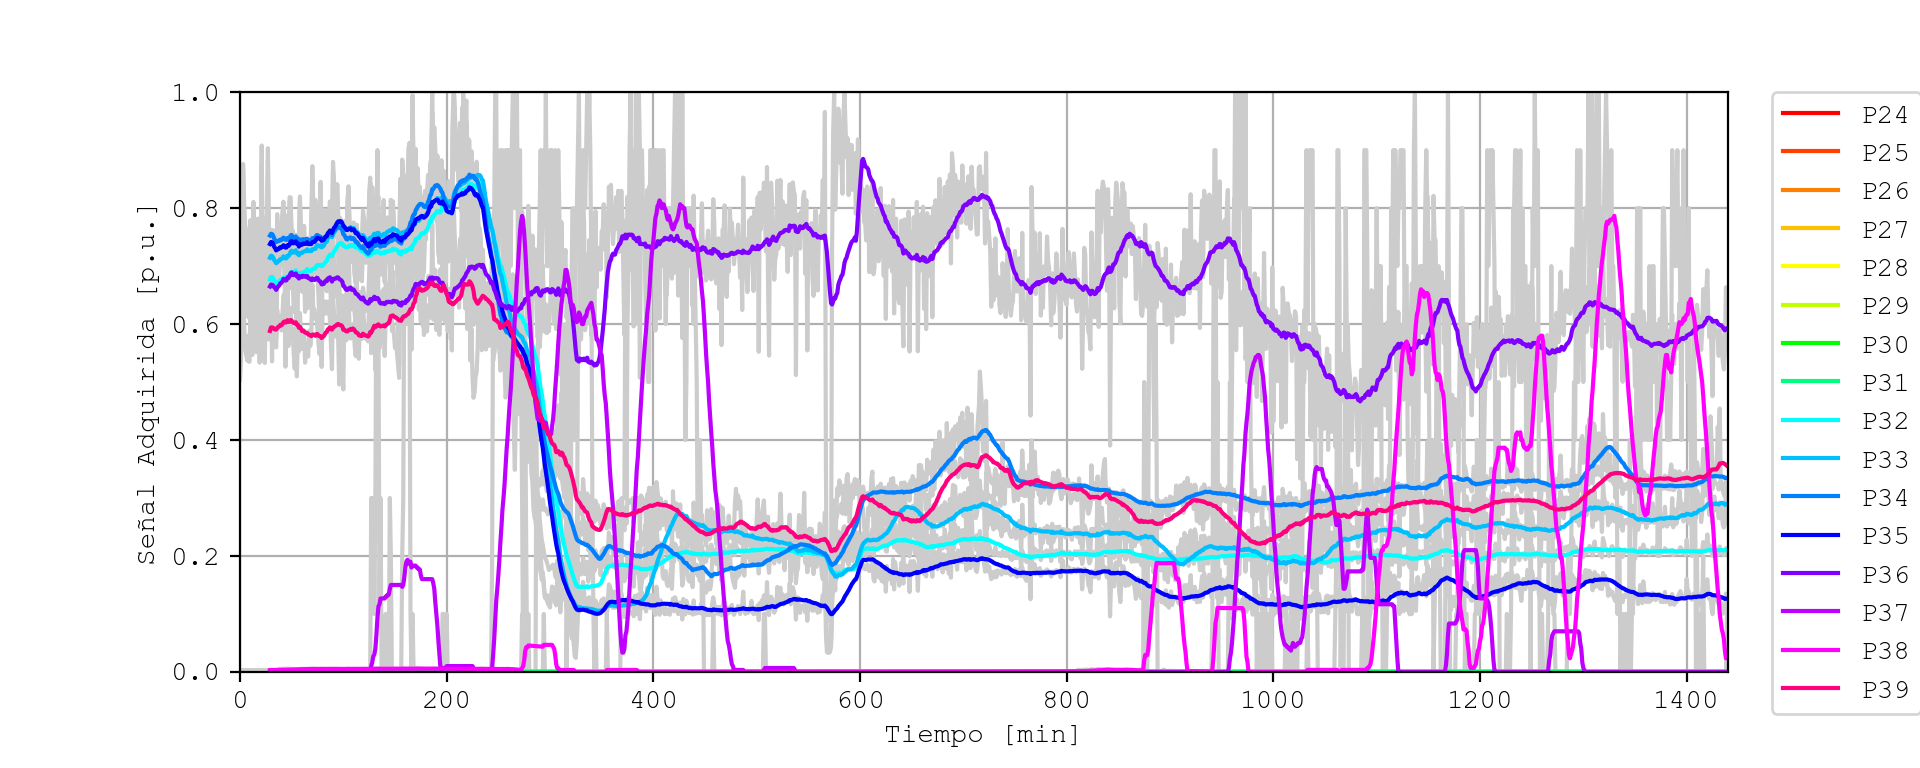 1.0
0.8
0.6
0.4
0.2
0.0
Señal Adquirida [p.u.]
0 200 400 600 800 1000 1200 1400
Tiempo [min]
P24
P25
P26
P27
P28
P29
P30
P31
P32
P33
P34
P35
P36
P37
P38
P39